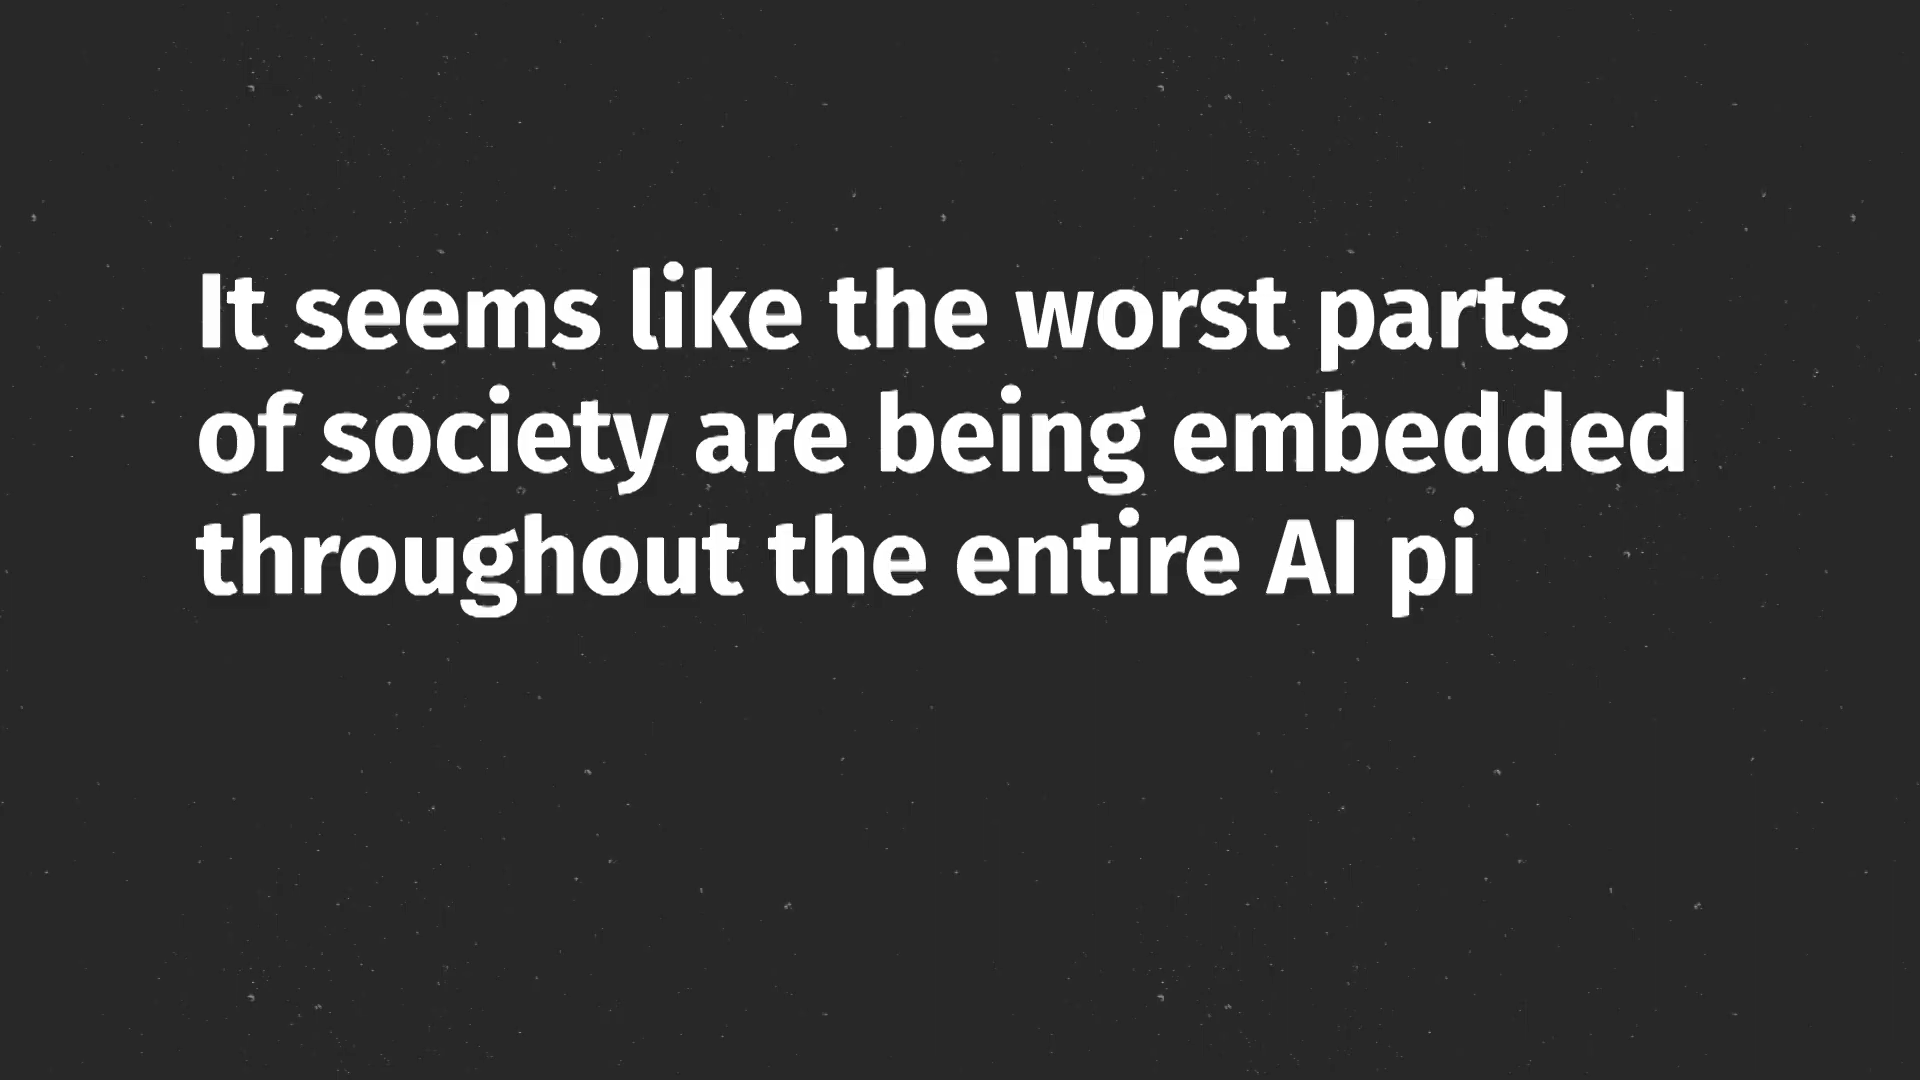 It seems like the worst parts
of society are being embedded
throughout the entire AI pi